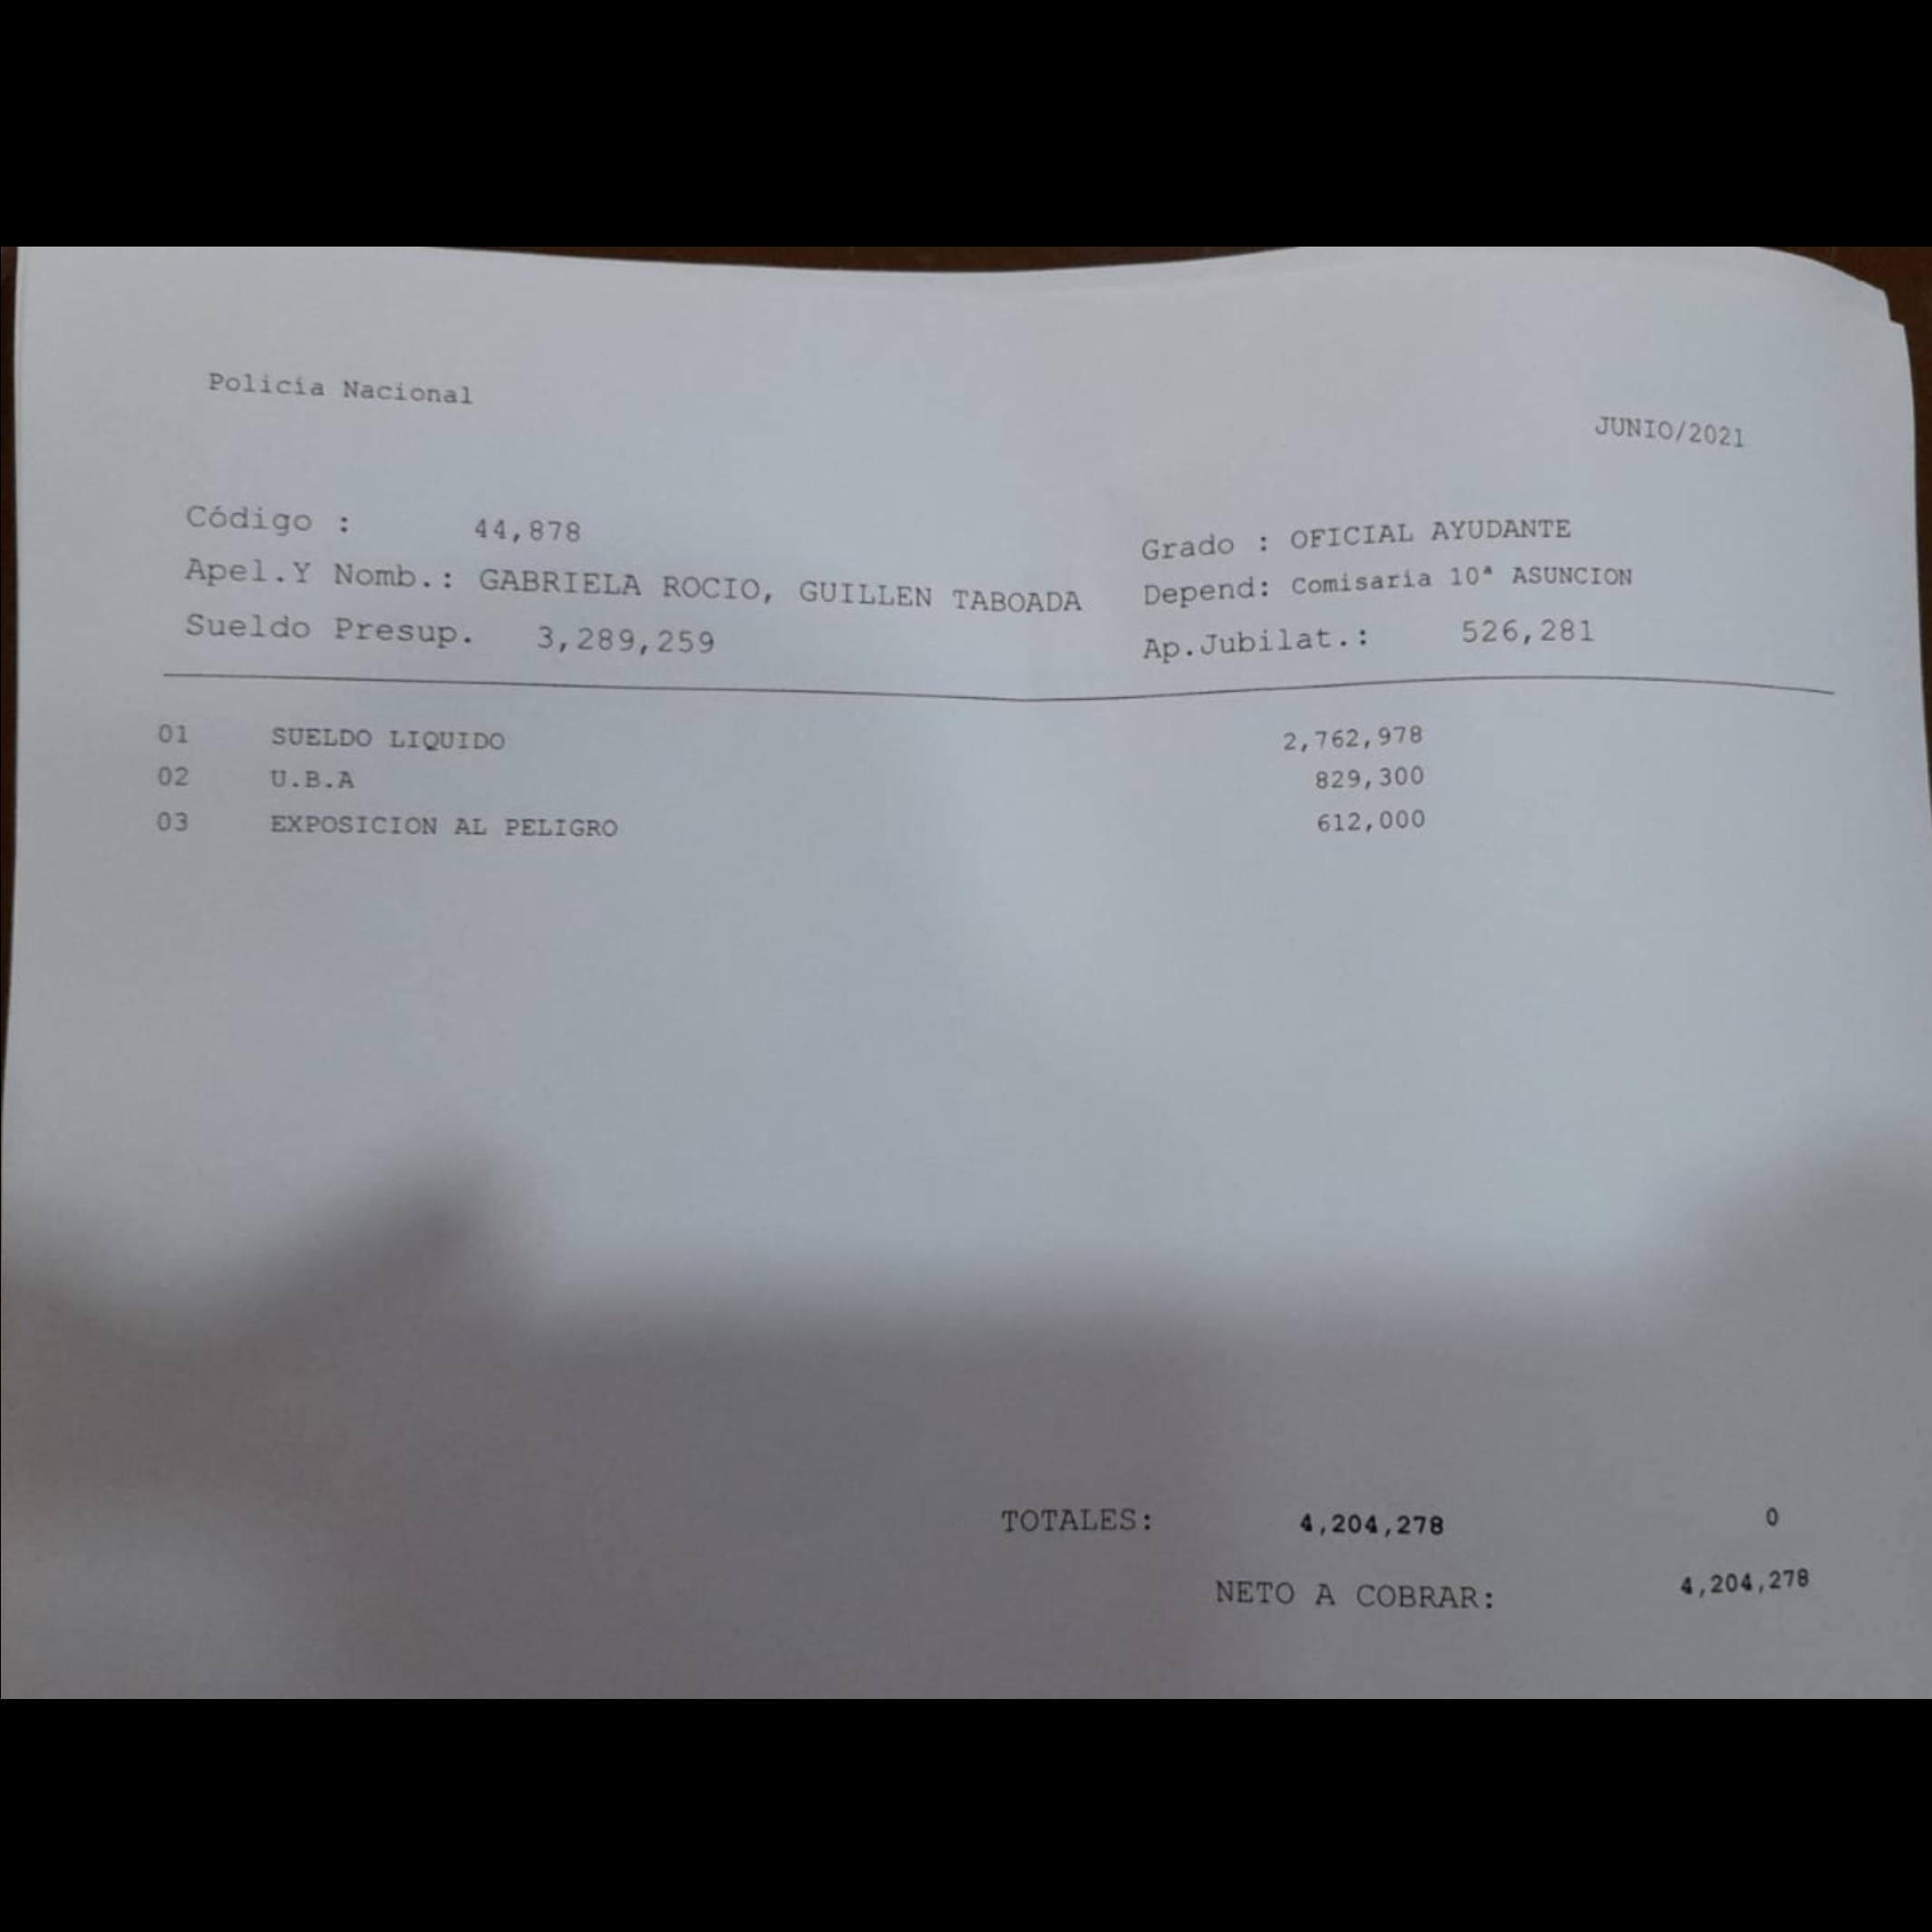 Policía Nacional
JUNIO/2021
Código : 44,878
Grado : OFICIAL AYUDANTE
Apel.Y Nomb.: GABRIELA ROCIO, GUILLEN TABOADA
Depend: Comisaría 10ª ASUNCION
Sueldo Presup. 3,289,259
Ap.Jubilat.: 526,281
01 SUELDO LIQUIDO 2,762,978
02 U.B.A 829,300
03 EXPOSICION AL PELIGRO 612,000
TOTALES: 4,204,278 0
NETO A COBRAR: 4,204,278